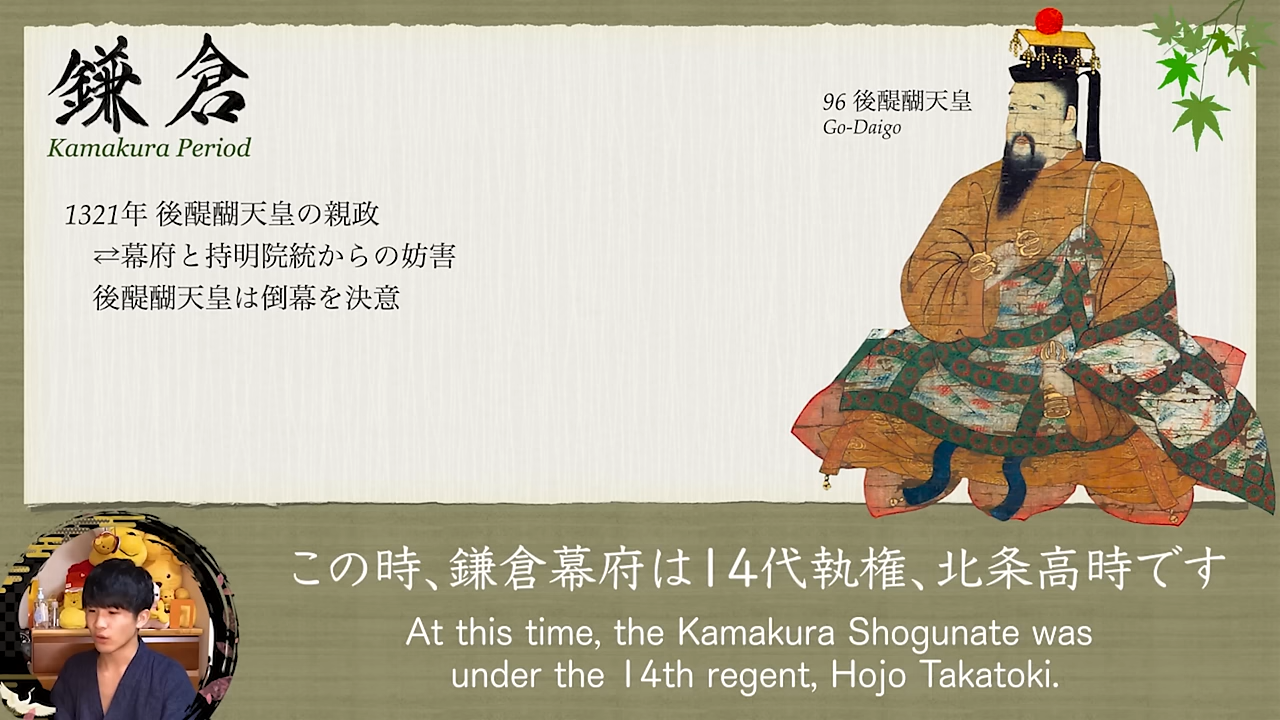 鎌倉
Kamakura Period
96 後醍醐天皇
Go-Daigo
1321年 後醍醐天皇の親政
⇄幕府と持明院統からの妨害
後醍醐天皇は倒幕を決意
この時、鎌倉幕府は14代執権、北条高時です
At this time, the Kamakura Shogunate was
under the 14th regent, Hojo Takatoki.